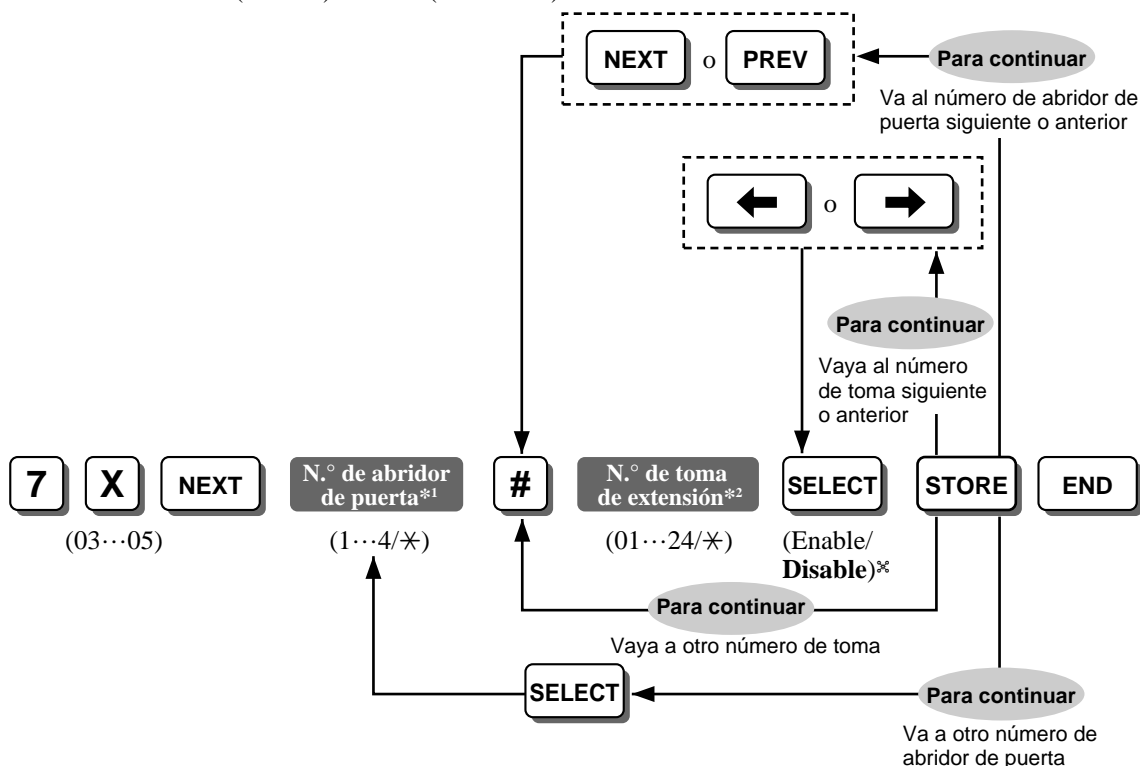 NEXT o PREV
Para continuar
Va al número de abridor de
puerta siguiente o anterior
← o →
Para continuar
Vaya al número
de toma siguiente
o anterior
7 X NEXT N.° de abridor de puerta*1 # N.° de toma de extensión*2 SELECT STORE END
(03···05) (1···4/✳) (01···24/✳) (Enable/
Disable)⌘
Para continuar
Vaya a otro número de toma
SELECT
Para continuar
Va a otro número de
abridor de puerta